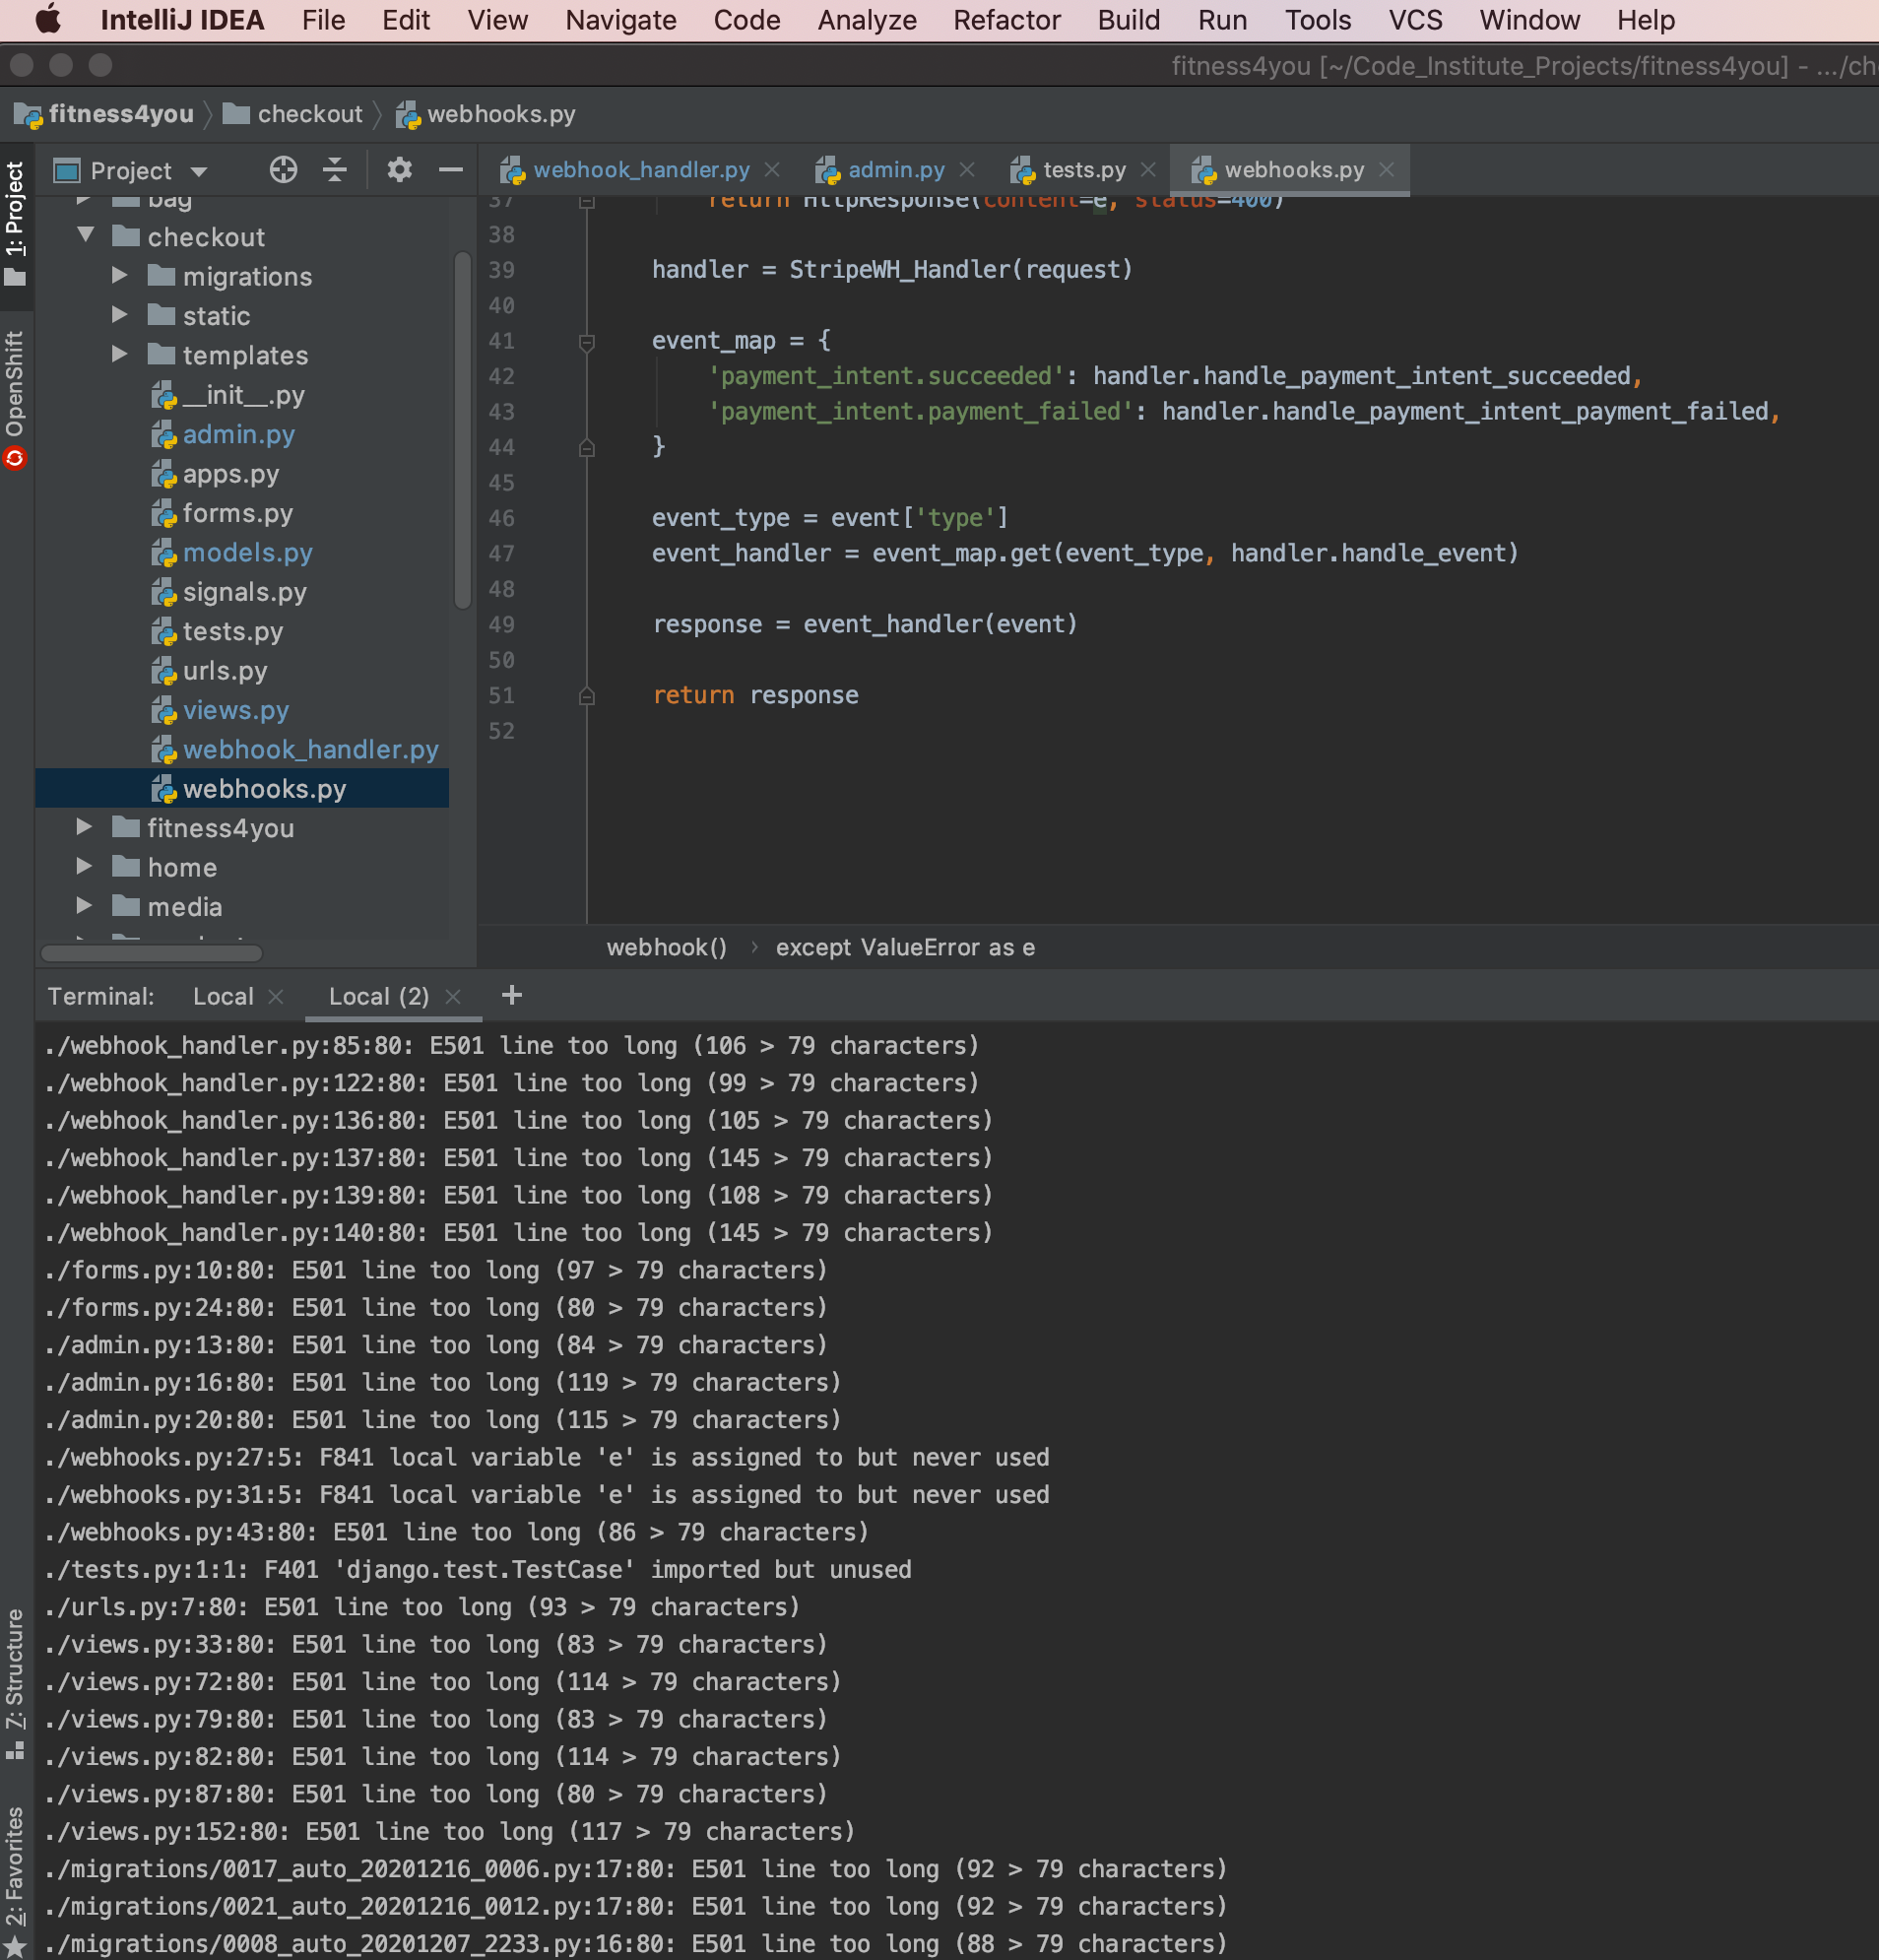 IntelliJ IDEA File Edit View Navigate Code Analyze Refactor Build Run Tools VCS Window Help
fitness4you [~/Code_Institute_Projects/fitness4you] - .../ch
fitness4you checkout webhooks.py
1: Project
OpenShift
7: Structure
2: Favorites
Project
bag
checkout
migrations
static
templates
__init__.py
admin.py
apps.py
forms.py
models.py
signals.py
tests.py
urls.py
views.py
webhook_handler.py
webhooks.py
fitness4you
home
media
webhook_handler.py admin.py tests.py webhooks.py
37 return HttpResponse(content=e, status=400)
38
39 handler = StripeWH_Handler(request)
40
41 event_map = {
42 'payment_intent.succeeded': handler.handle_payment_intent_succeeded,
43 'payment_intent.payment_failed': handler.handle_payment_intent_payment_failed,
44 }
45
46 event_type = event['type']
47 event_handler = event_map.get(event_type, handler.handle_event)
48
49 response = event_handler(event)
50
51 return response
52
webhook() › except ValueError as e
Terminal: Local Local (2) +
./webhook_handler.py:85:80: E501 line too long (106 > 79 characters)
./webhook_handler.py:122:80: E501 line too long (99 > 79 characters)
./webhook_handler.py:136:80: E501 line too long (105 > 79 characters)
./webhook_handler.py:137:80: E501 line too long (145 > 79 characters)
./webhook_handler.py:139:80: E501 line too long (108 > 79 characters)
./webhook_handler.py:140:80: E501 line too long (145 > 79 characters)
./forms.py:10:80: E501 line too long (97 > 79 characters)
./forms.py:24:80: E501 line too long (80 > 79 characters)
./admin.py:13:80: E501 line too long (84 > 79 characters)
./admin.py:16:80: E501 line too long (119 > 79 characters)
./admin.py:20:80: E501 line too long (115 > 79 characters)
./webhooks.py:27:5: F841 local variable 'e' is assigned to but never used
./webhooks.py:31:5: F841 local variable 'e' is assigned to but never used
./webhooks.py:43:80: E501 line too long (86 > 79 characters)
./tests.py:1:1: F401 'django.test.TestCase' imported but unused
./urls.py:7:80: E501 line too long (93 > 79 characters)
./views.py:33:80: E501 line too long (83 > 79 characters)
./views.py:72:80: E501 line too long (114 > 79 characters)
./views.py:79:80: E501 line too long (83 > 79 characters)
./views.py:82:80: E501 line too long (114 > 79 characters)
./views.py:87:80: E501 line too long (80 > 79 characters)
./views.py:152:80: E501 line too long (117 > 79 characters)
./migrations/0017_auto_20201216_0006.py:17:80: E501 line too long (92 > 79 characters)
./migrations/0021_auto_20201216_0012.py:17:80: E501 line too long (92 > 79 characters)
./migrations/0008_auto_20201207_2233.py:16:80: E501 line too long (88 > 79 characters)